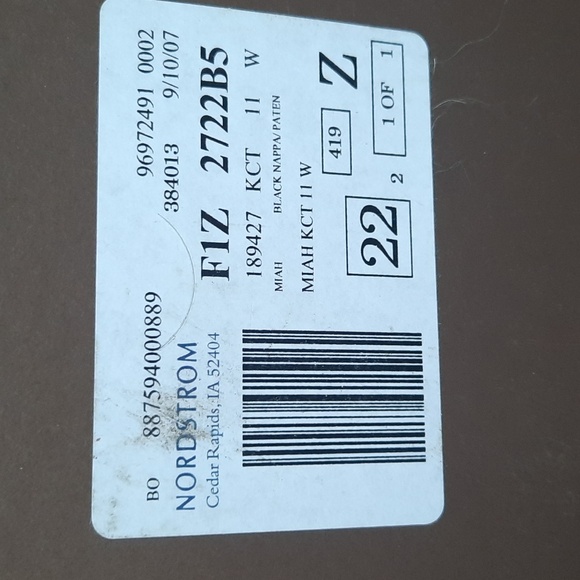 BO 887594000889 96972491 0002
NORDSTROM 384013 9/10/07
Cedar Rapids, IA 52404
F1Z 2722B5
189427 KCT 11 W
MIAH BLACK NAPPA/PATEN
MIAH KCT 11 W
419 Z
22 2 1 OF 1